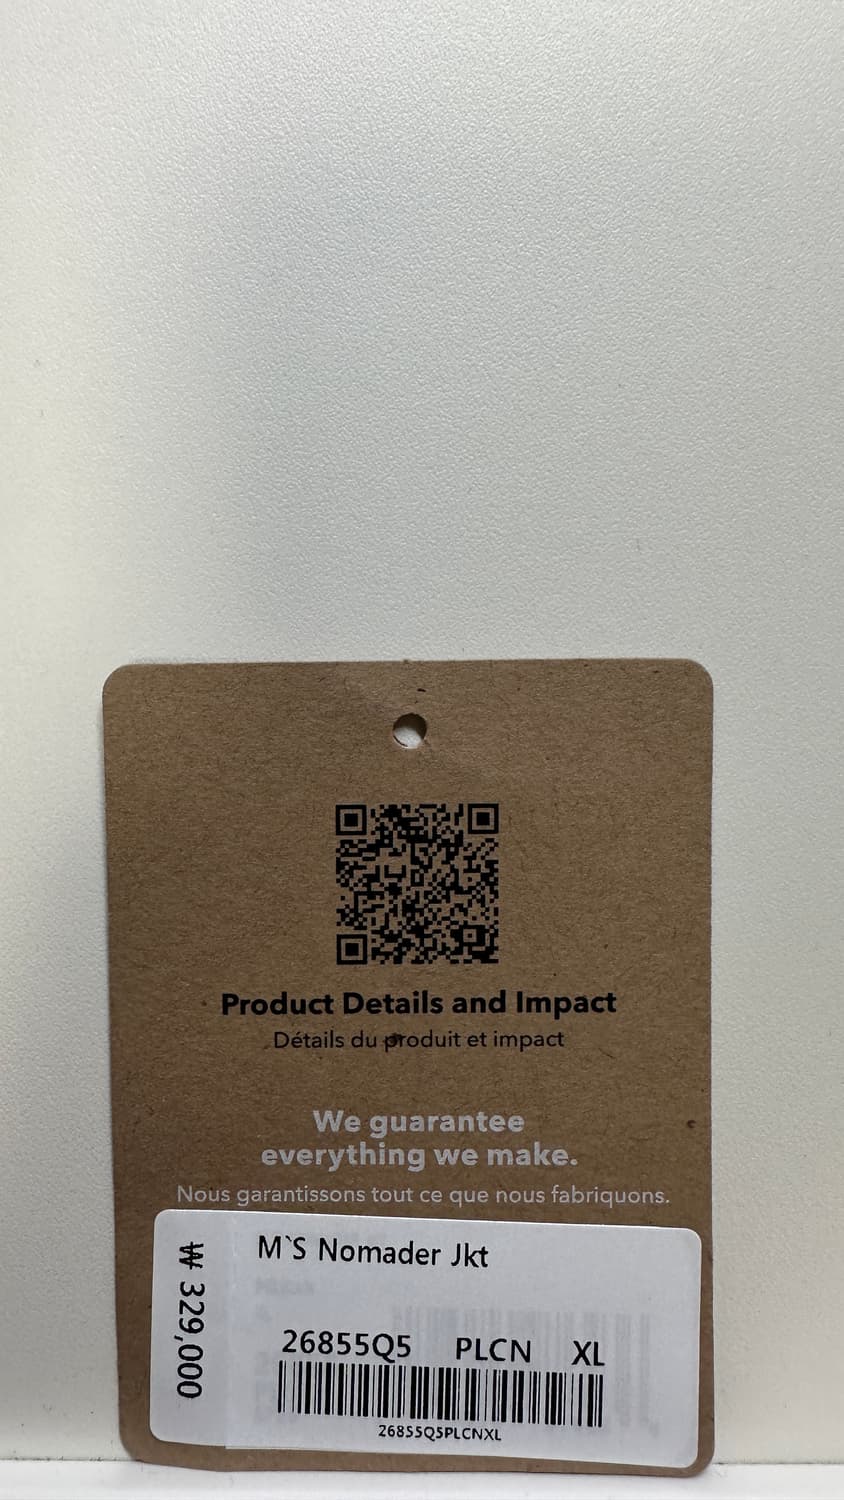 Product Details and Impact
Détails du produit et impact
We guarantee
everything we make.
Nous garantissons tout ce que nous fabriquons.
₩ 329,000
M`S Nomader Jkt
26855Q5 PLCN XL
26855Q5PLCNXL